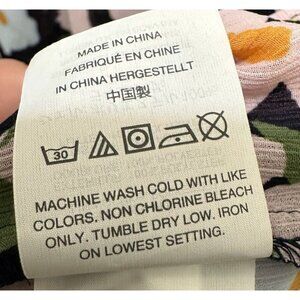 MADE IN CHINA
FABRIQUÉ EN CHINE
IN CHINA HERGESTELLT
中国製
30
MACHINE WASH COLD WITH LIKE
COLORS. NON CHLORINE BLEACH
ONLY. TUMBLE DRY LOW. IRON
ON LOWEST SETTING.